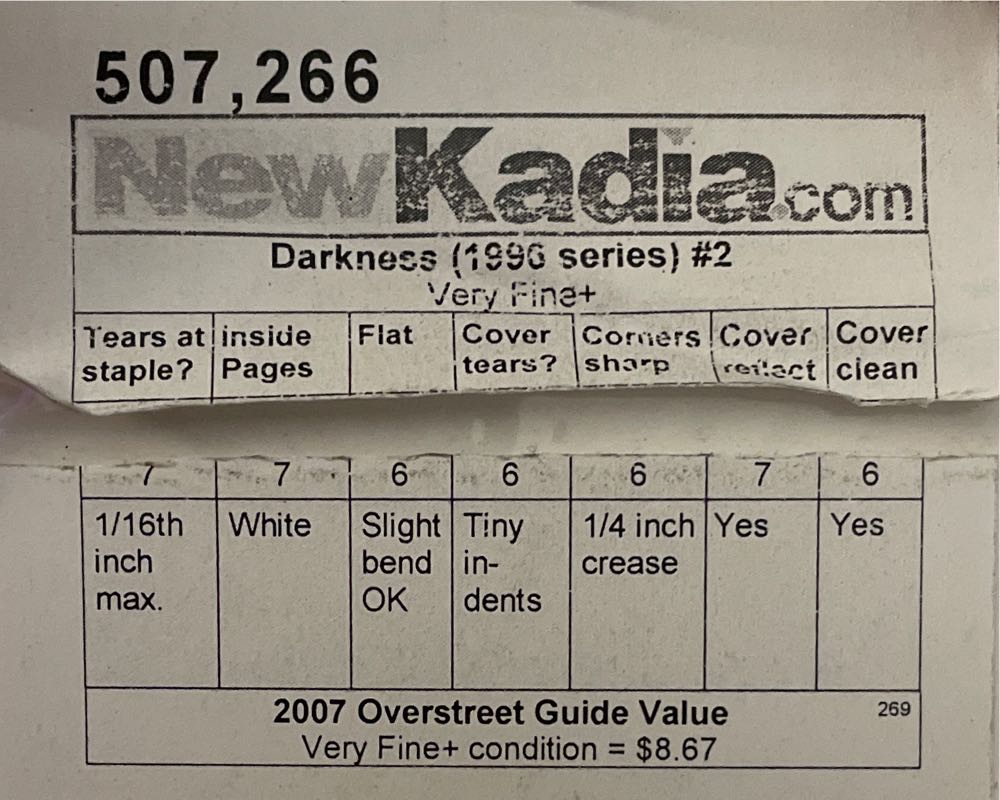 507,266
NewKadia.com
Darkness (1996 series) #2
Very Fine+
Tears at staple? inside Pages Flat Cover tears? Corners sharp Cover reflect Cover clean
7 7 6 6 6 7 6
1/16th inch max. White Slight bend OK Tiny in-dents 1/4 inch crease Yes Yes
2007 Overstreet Guide Value
269
Very Fine+ condition = $8.67